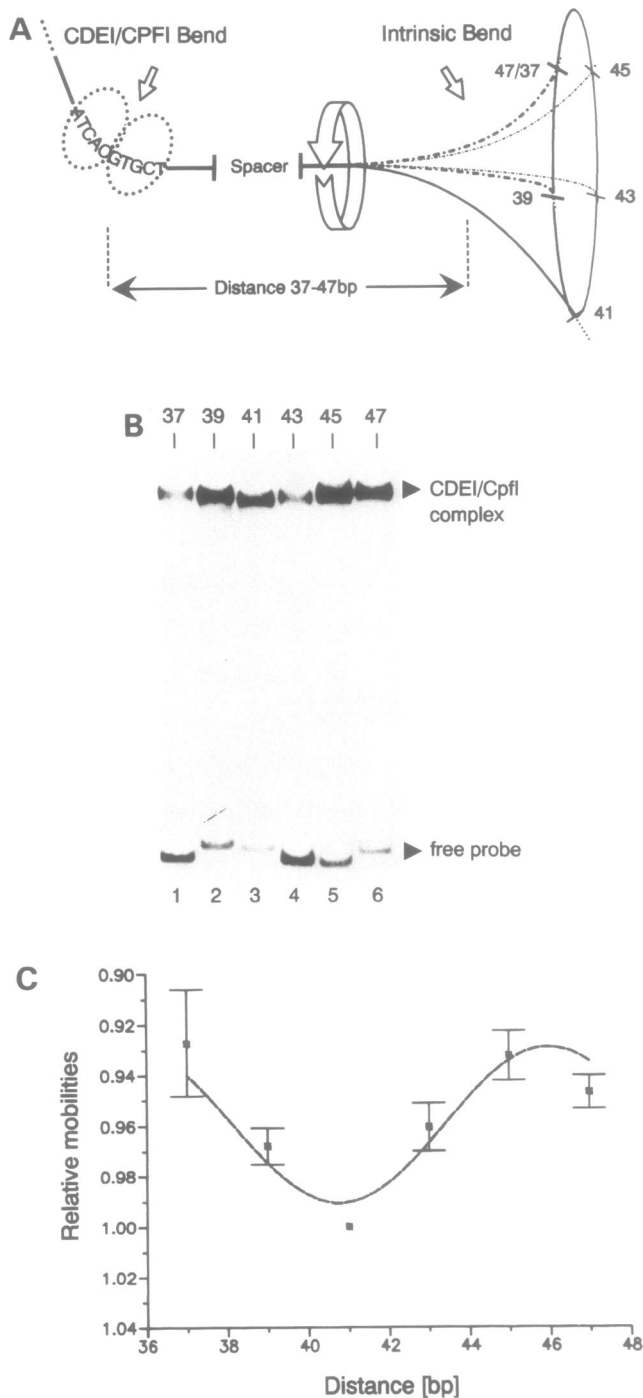 A
CDEI/CPFI Bend
Intrinsic Bend
47/37
45
ATCACGTGCT
Spacer
39
43
Distance 37-47bp
41
B
37 39 41 43 45 47
CDEI/CpfI
complex
free probe
1 2 3 4 5 6
C
0.90
0.92
0.94
0.96
0.98
1.00
1.02
1.04
Relative mobilities
36 38 40 42 44 46 48
Distance [bp]